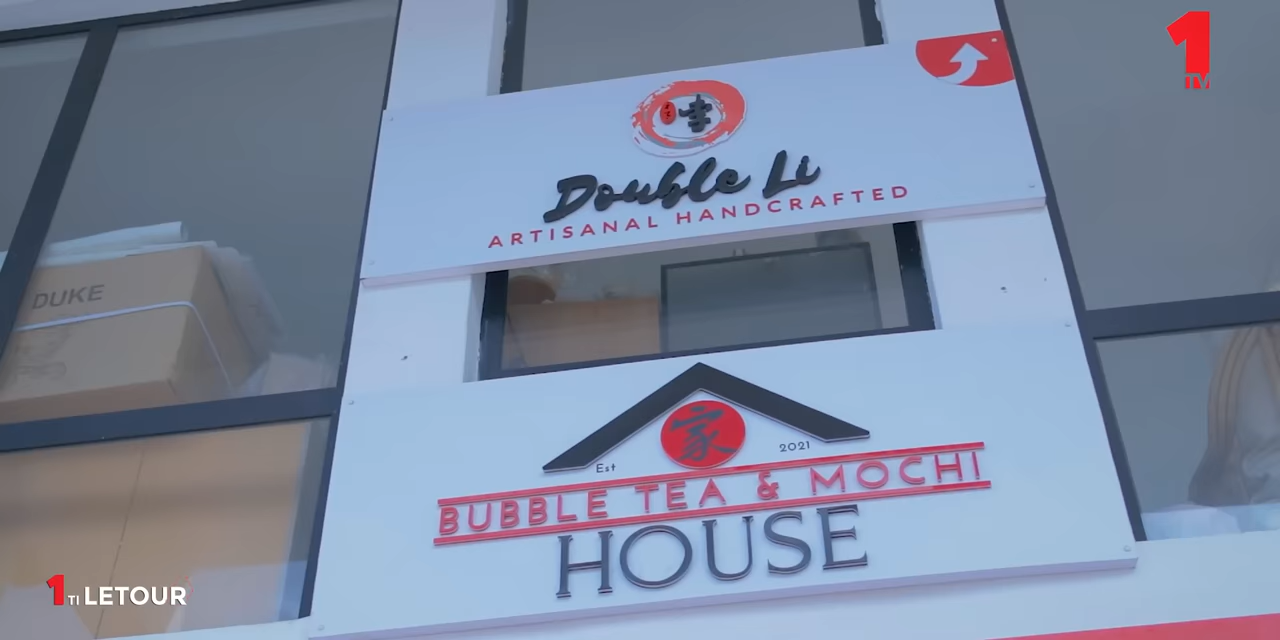 1
TV
Double Li
ARTISANAL HANDCRAFTED
DUKE
家
Est
2021
BUBBLE TEA & MOCHI
HOUSE
1 TI LETOUR